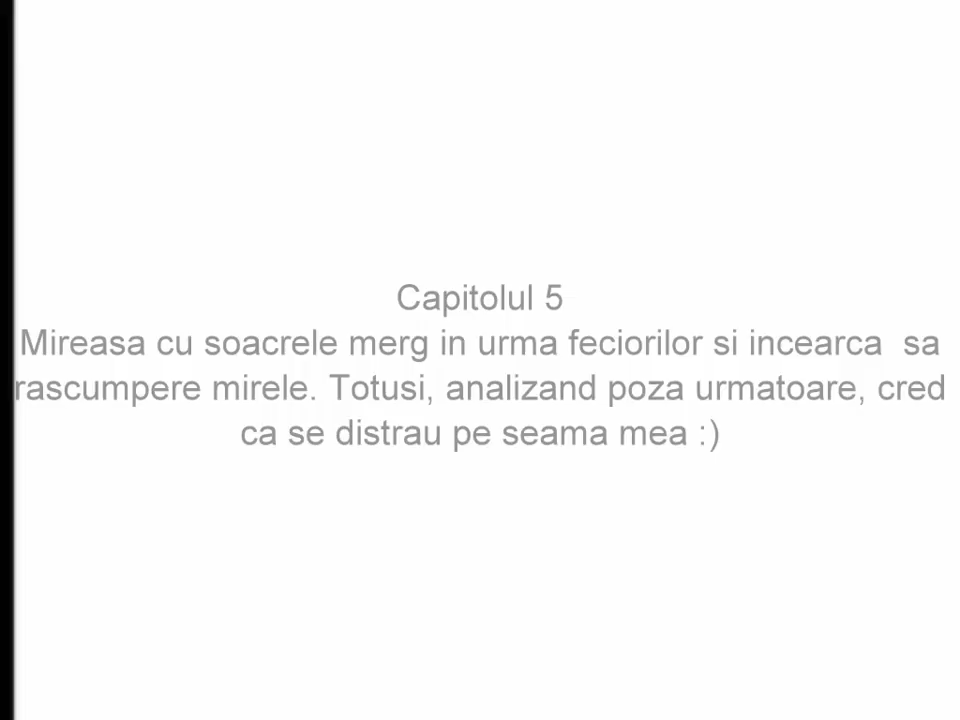 Capitolul 5
Mireasa cu soacrele merg in urma feciorilor si incearca  sa
rascumpere mirele. Totusi, analizand poza urmatoare, cred
ca se distrau pe seama mea :)